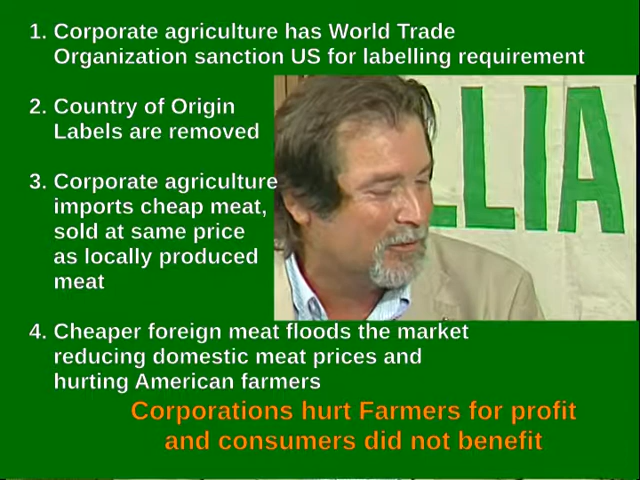 1. Corporate agriculture has World Trade
Organization sanction US for labelling requirement
2. Country of Origin
Labels are removed
3. Corporate agriculture
imports cheap meat,
sold at same price
as locally produced
meat
4. Cheaper foreign meat floods the market
reducing domestic meat prices and
hurting American farmers
Corporations hurt Farmers for profit
and consumers did not benefit
LLIA